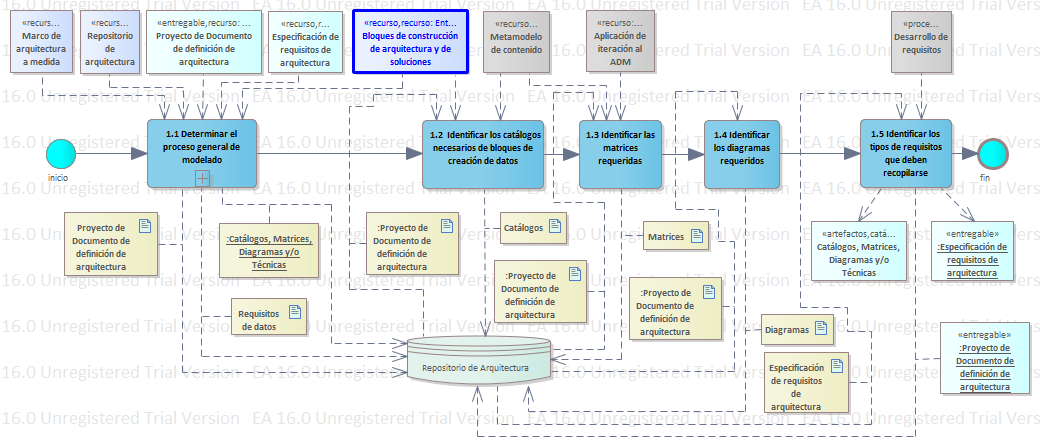 «recurs...
Marco de
arquitectura
a medida
«recurs...
Repositorio
de
arquitectura
«entregable,recurso: ...
Proyecto de Documento
de definición de
arquitectura
«recurso,r...
Especificación
de requisitos de
arquitectura
«recurso,recurso: Ent...
Bloques de construcción
de arquitectura y de
soluciones
«recurso...
Metamodelo
de contenido
«recurso:...
Aplicación de
iteración al
ADM
«proce...
Desarrollo de
requisitos
16.0 Unregistered Trial Version EA 16.0 Unregistered Trial Version
1.1 Determinar el
proceso general de
modelado
1.2 Identificar los catálogos
necesarios de bloques de
creación de datos
1.3 Identificar las
matrices
requeridas
1.4 Identificar
los diagramas
requeridos
1.5 Identificar los
tipos de requisitos
que deben
recopilarse
inicio
fin
Proyecto de
Documento de
definición de
arquitectura
:Catálogos, Matrices,
Diagramas y/o
Técnicas
Requisitos
de datos
:Proyecto de
Documento de
definición de
arquitectura
Catálogos
:Proyecto de
Documento de
definición de
arquitectura
Matrices
:Proyecto de
Documento de
definición de
arquitectura
Diagramas
Especificación
de requisitos
de
arquitectura
«artefactos,catá...
Catálogos, Matrices,
Diagramas y/o
Técnicas
«entregable»
:Especificación de
requisitos de
arquitectura
«entregable»
:Proyecto de
Documento de
definición de
arquitectura
Repositorio de Arquitectura